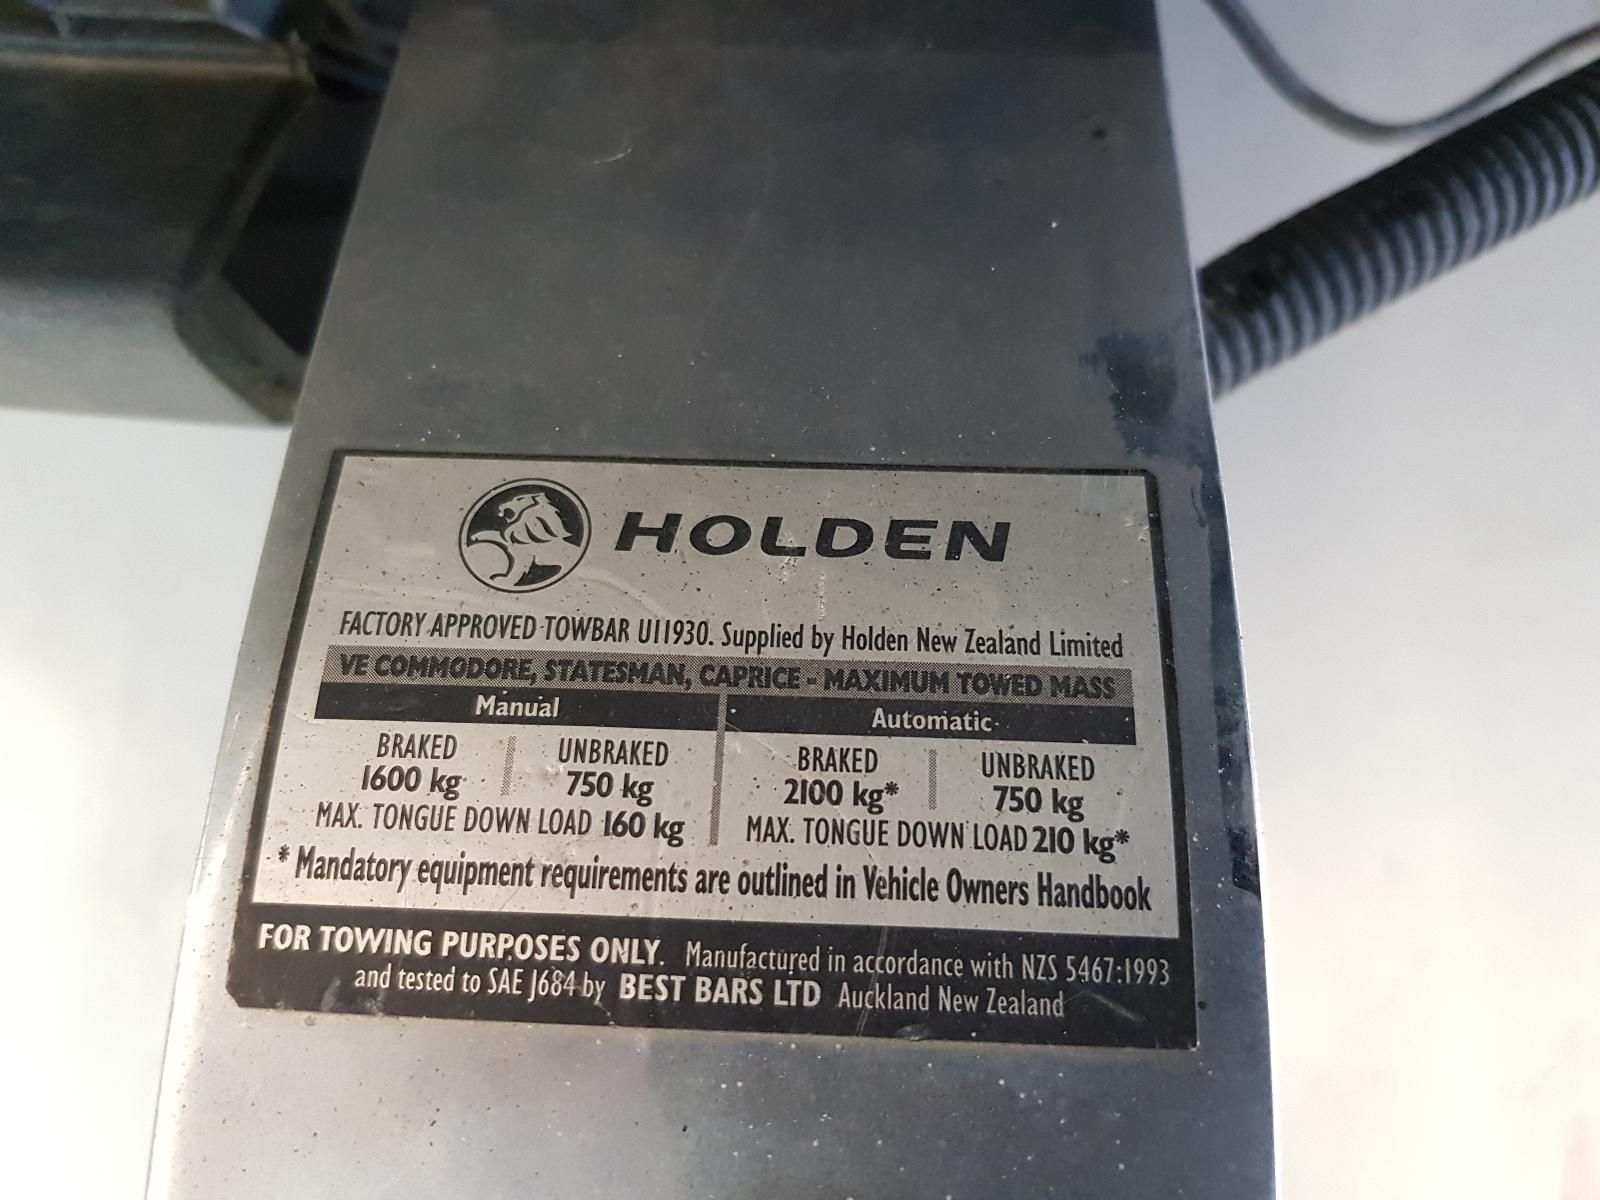 HOLDEN
FACTORY APPROVED TOWBAR U11930. Supplied by Holden New Zealand Limited
VE COMMODORE, STATESMAN, CAPRICE - MAXIMUM TOWED MASS
Manual Automatic
BRAKED UNBRAKED BRAKED UNBRAKED
1600 kg 750 kg 2100 kg* 750 kg
MAX. TONGUE DOWN LOAD 160 kg MAX. TONGUE DOWN LOAD 210 kg*
* Mandatory equipment requirements are outlined in Vehicle Owners Handbook
FOR TOWING PURPOSES ONLY. Manufactured in accordance with NZS 5467:1993
and tested to SAE J684 by BEST BARS LTD Auckland New Zealand